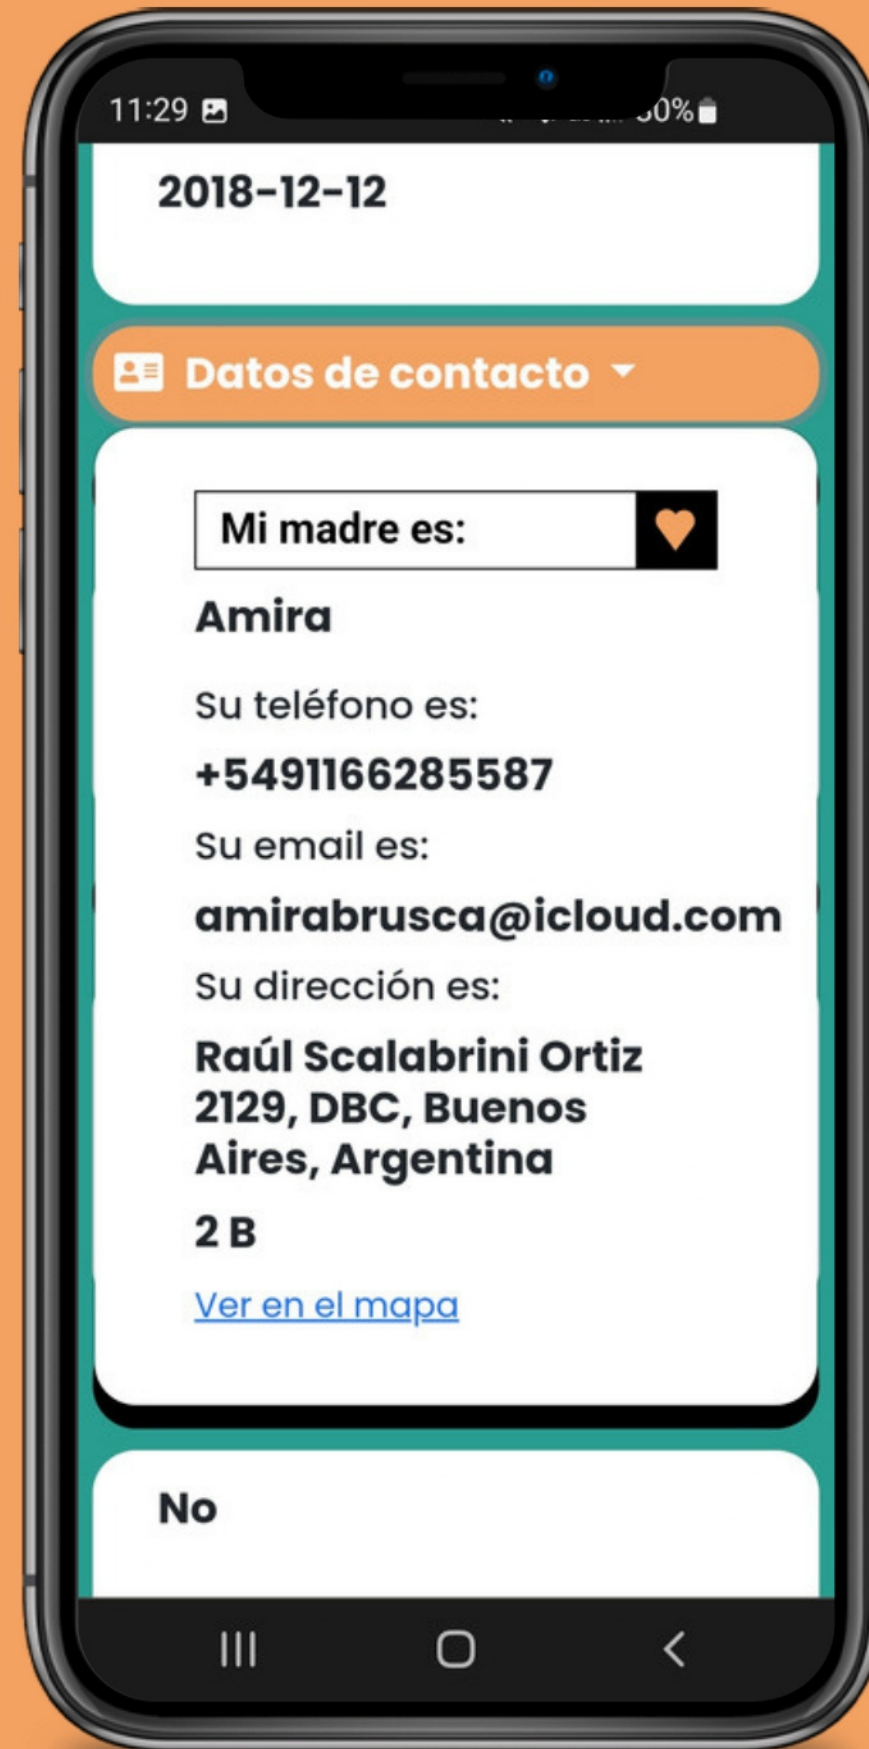 11:29
2018-12-12
Datos de contacto
Mi madre es:
Amira
Su teléfono es:
+5491166285587
Su email es:
amirabrusca@icloud.com
Su dirección es:
Raúl Scalabrini Ortiz
2129, DBC, Buenos
Aires, Argentina
2 B
Ver en el mapa
No